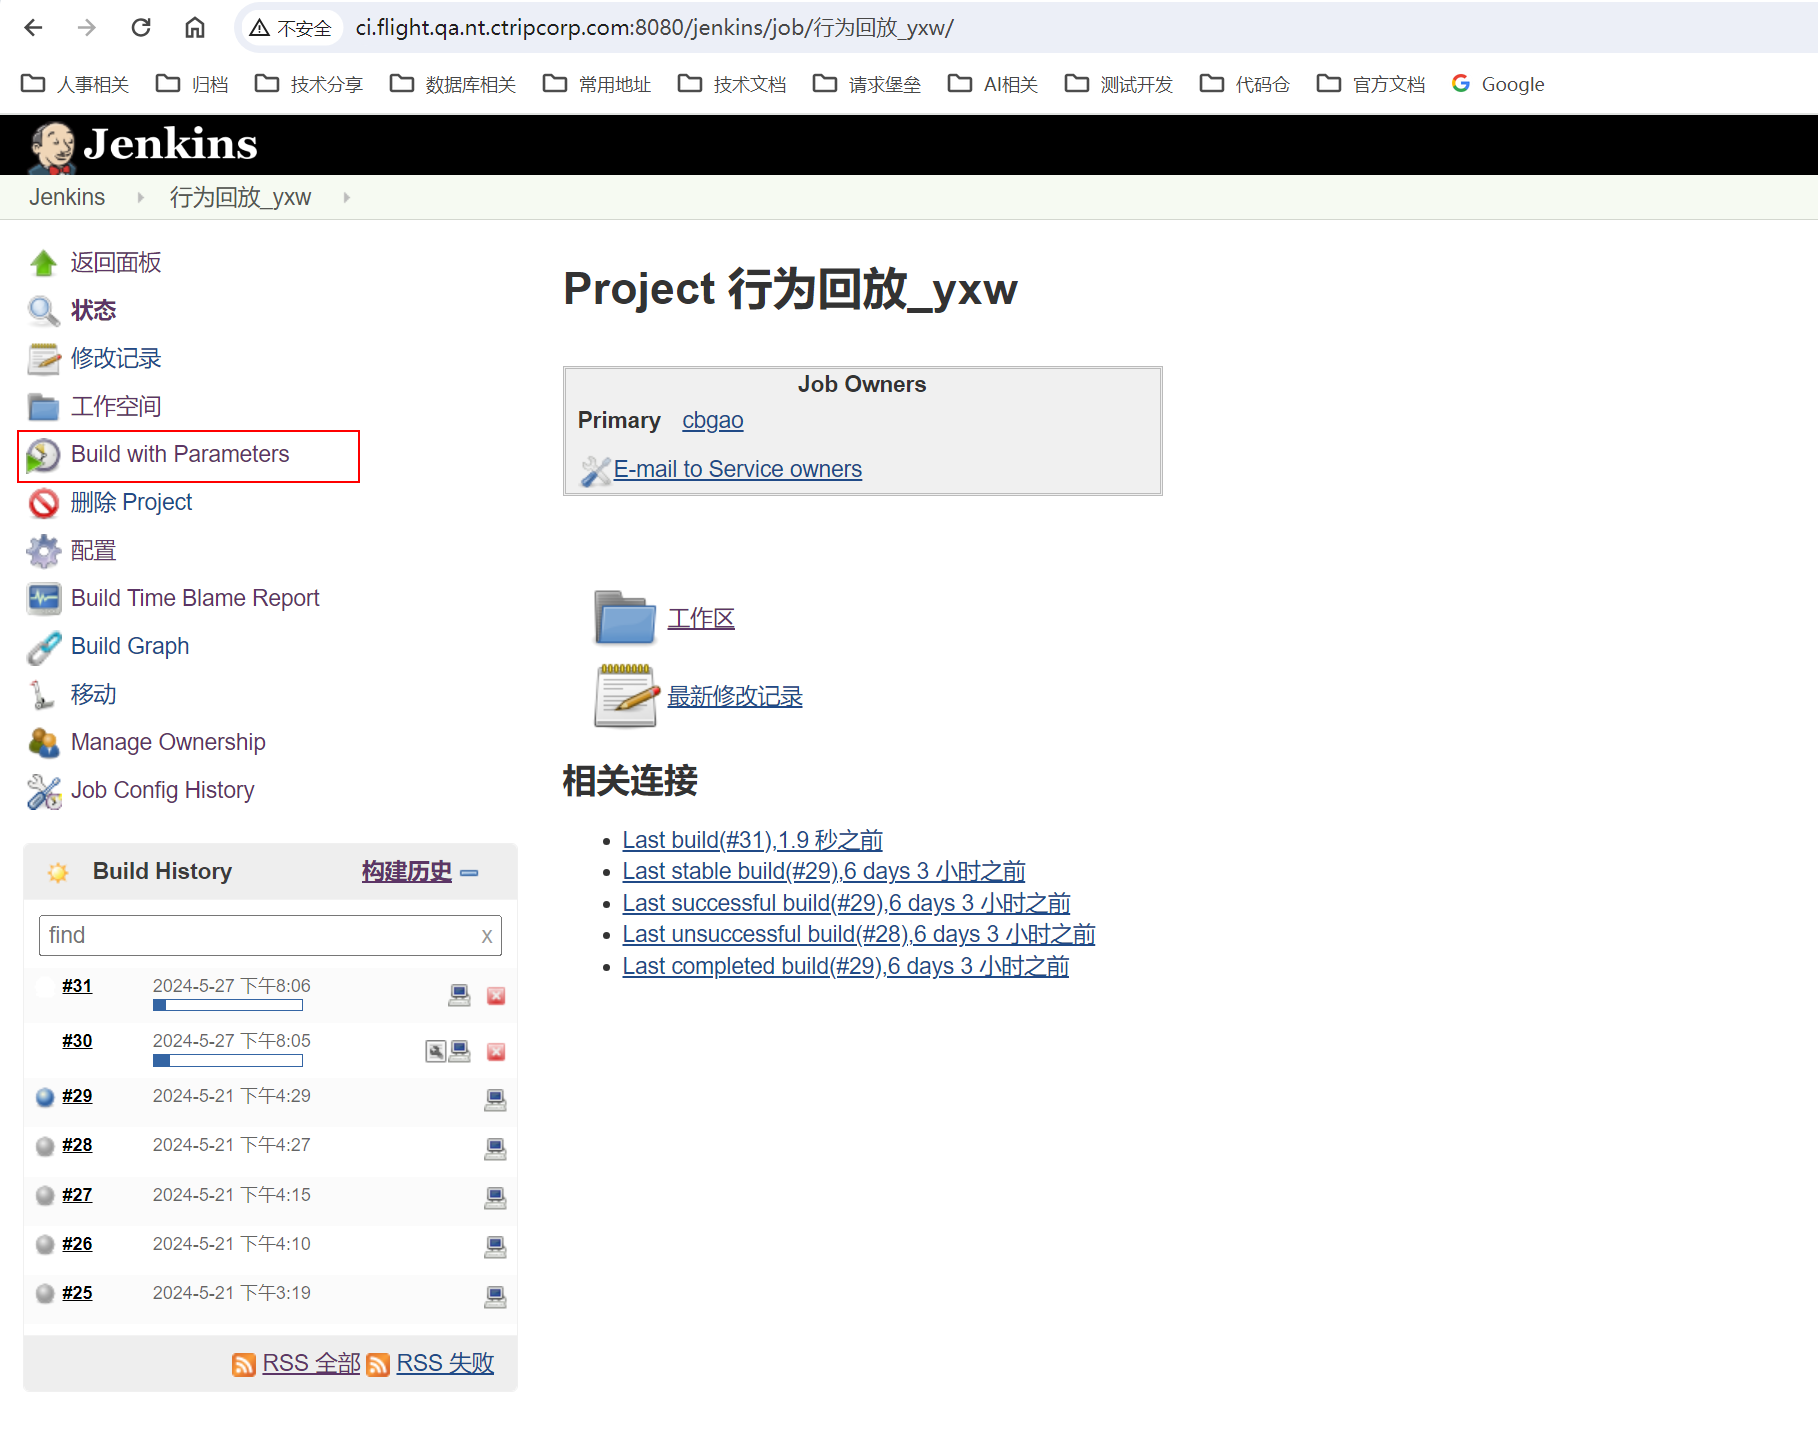 不安全 ci.flight.qa.nt.ctripcorp.com:8080/jenkins/job/行为回放_yxw/
人事相关 归档 技术分享 数据库相关 常用地址 技术文档 请求堡垒 AI相关 测试开发 代码仓 官方文档 Google
Jenkins
Jenkins 行为回放_yxw
返回面板
状态
修改记录
工作空间
Build with Parameters
删除 Project
配置
Build Time Blame Report
Build Graph
移动
Manage Ownership
Job Config History
Build History 构建历史
find x
#31 2024-5-27 下午8:06
#30 2024-5-27 下午8:05
#29 2024-5-21 下午4:29
#28 2024-5-21 下午4:27
#27 2024-5-21 下午4:15
#26 2024-5-21 下午4:10
#25 2024-5-21 下午3:19
RSS 全部 RSS 失败
Project 行为回放_yxw
Job Owners
Primary cbgao
E-mail to Service owners
工作区
最新修改记录
相关连接
Last build(#31),1.9 秒之前
Last stable build(#29),6 days 3 小时之前
Last successful build(#29),6 days 3 小时之前
Last unsuccessful build(#28),6 days 3 小时之前
Last completed build(#29),6 days 3 小时之前